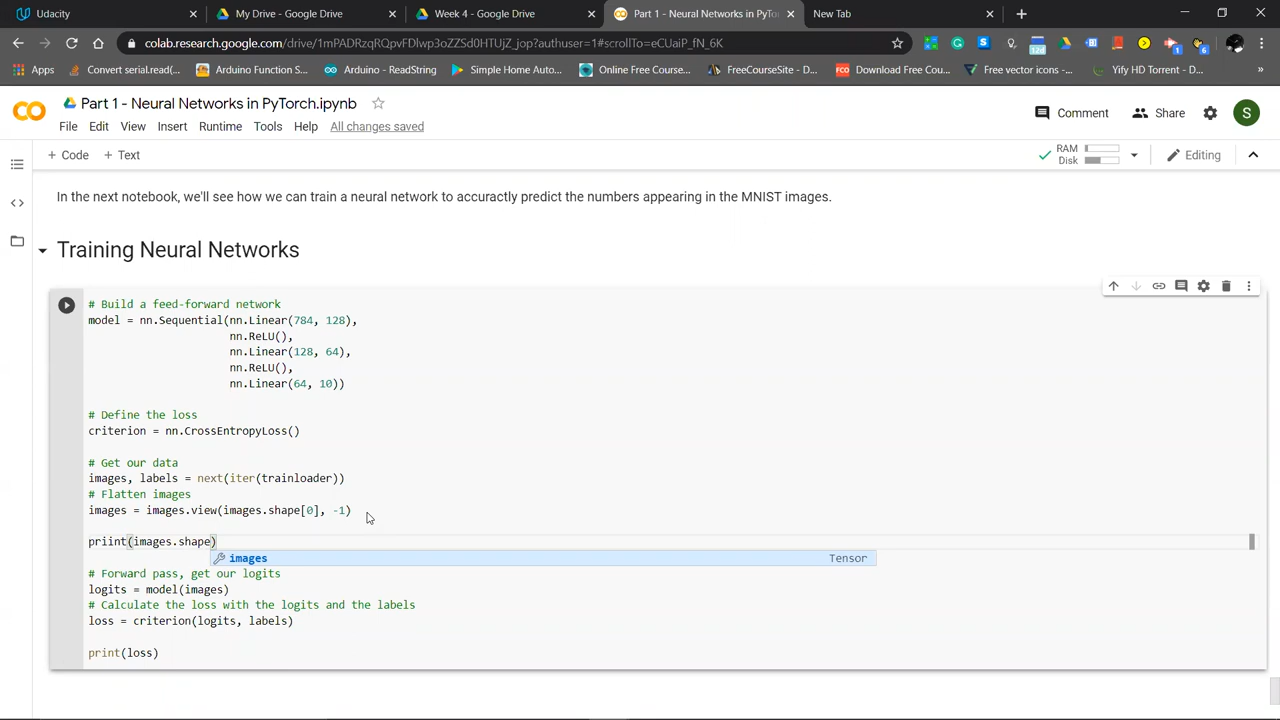 Udacity
My Drive - Google Drive
Week 4 - Google Drive
Part 1 - Neural Networks in PyTo
New Tab
colab.research.google.com/drive/1mPADRzqRQpvFDlwp3oZZSd0HTUjZ_jop?authuser=1#scrollTo=eCUaiP_fN_6K
Apps
Convert serial.read(...
Arduino Function S...
Arduino - ReadString
Simple Home Auto...
Online Free Course...
FreeCourseSite - D...
FCO
Download Free Cou...
Free vector icons -...
Yify HD Torrent - D...
»
CO
Part 1 - Neural Networks in PyTorch.ipynb
Comment
Share
S
File Edit View Insert Runtime Tools Help All changes saved
+ Code + Text
RAM
Disk
Editing
In the next notebook, we'll see how we can train a neural network to accuractly predict the numbers appearing in the MNIST images.
Training Neural Networks
# Build a feed-forward network
model = nn.Sequential(nn.Linear(784, 128),
nn.ReLU(),
nn.Linear(128, 64),
nn.ReLU(),
nn.Linear(64, 10))
# Define the loss
criterion = nn.CrossEntropyLoss()
# Get our data
images, labels = next(iter(trainloader))
# Flatten images
images = images.view(images.shape[0], -1)
priint(images.shape)
images Tensor
# Forward pass, get our logits
logits = model(images)
# Calculate the loss with the logits and the labels
loss = criterion(logits, labels)
print(loss)